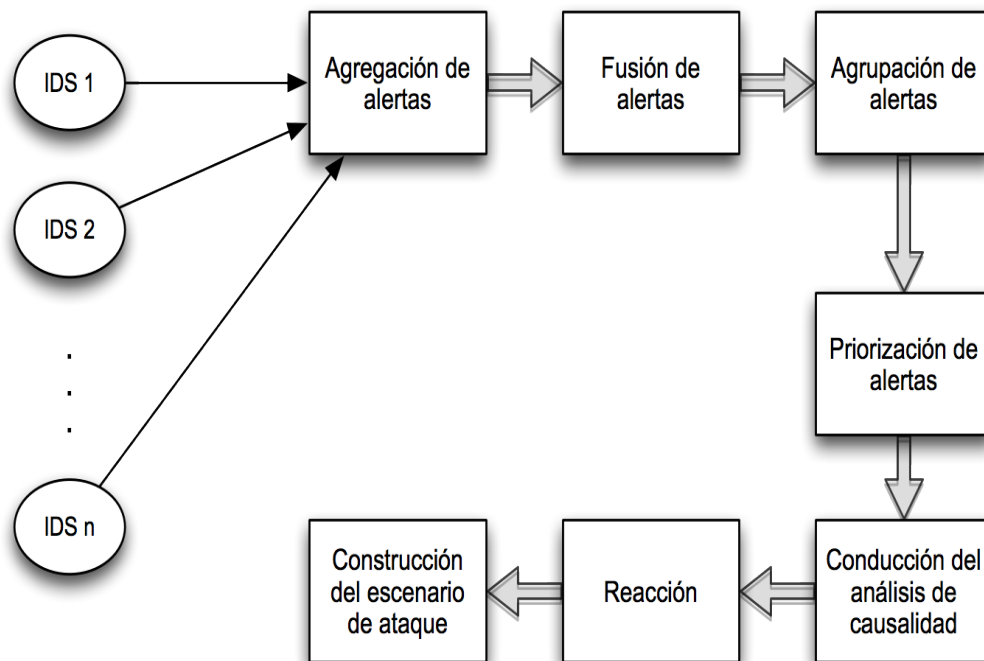 IDS 1
Agregación de
alertas
Fusión de
alertas
Agrupación de
alertas
IDS 2
.
.
.
Priorización de
alertas
IDS n
Construcción
del escenario
de ataque
Reacción
Conducción del
análisis de
causalidad